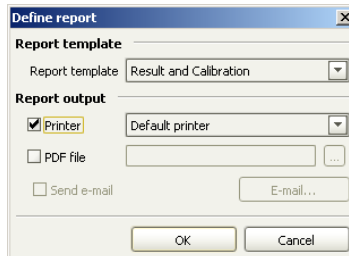 Define report
Report template
Report template Result and Calibration
Report output
Printer Default printer
PDF file ...
Send e-mail E-mail...
OK Cancel